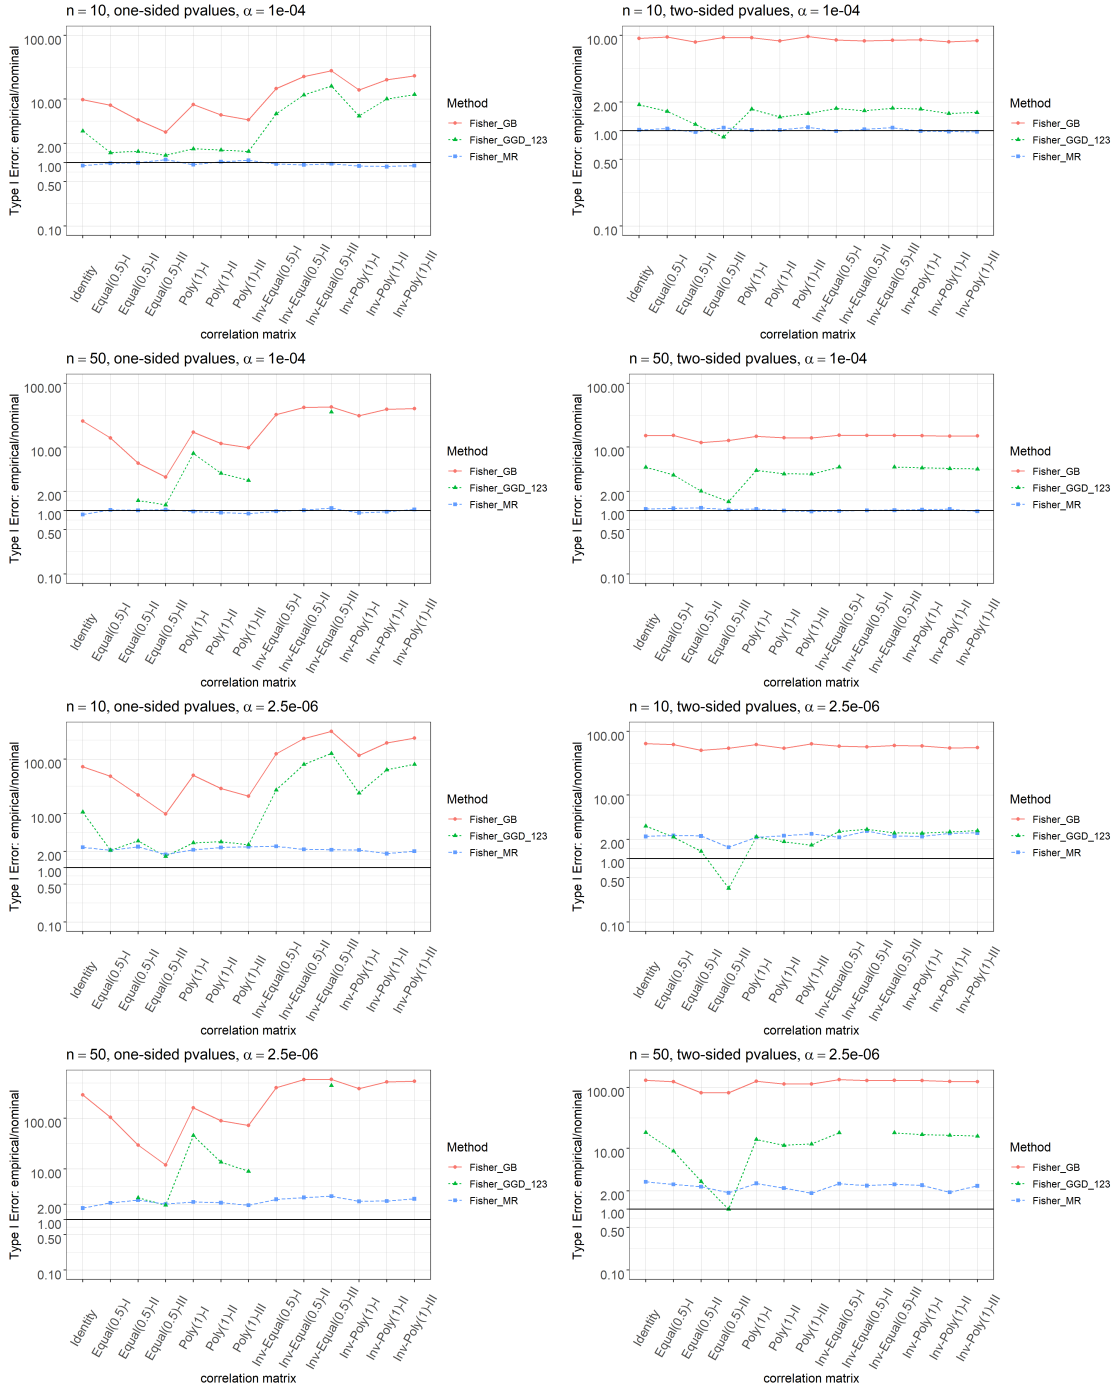 n = 10, one-sided pvalues, α = 1e-04
Type I Error: empirical/nominal
100.00
10.00
2.00
1.00
0.50
0.10
Identity
Equal(0.5)-I
Equal(0.5)-II
Equal(0.5)-III
Poly(1)-I
Poly(1)-II
Poly(1)-III
Inv-Equal(0.5)-I
Inv-Equal(0.5)-II
Inv-Equal(0.5)-III
Inv-Poly(1)-I
Inv-Poly(1)-II
Inv-Poly(1)-III
correlation matrix
Method
Fisher_GB
Fisher_GGD_123
Fisher_MR
n = 10, two-sided pvalues, α = 1e-04
Type I Error: empirical/nominal
10.00
2.00
1.00
0.50
0.10
Identity
Equal(0.5)-I
Equal(0.5)-II
Equal(0.5)-III
Poly(1)-I
Poly(1)-II
Poly(1)-III
Inv-Equal(0.5)-I
Inv-Equal(0.5)-II
Inv-Equal(0.5)-III
Inv-Poly(1)-I
Inv-Poly(1)-II
Inv-Poly(1)-III
correlation matrix
Method
Fisher_GB
Fisher_GGD_123
Fisher_MR
n = 50, one-sided pvalues, α = 1e-04
Type I Error: empirical/nominal
100.00
10.00
2.00
1.00
0.50
0.10
Identity
Equal(0.5)-I
Equal(0.5)-II
Equal(0.5)-III
Poly(1)-I
Poly(1)-II
Poly(1)-III
Inv-Equal(0.5)-I
Inv-Equal(0.5)-II
Inv-Equal(0.5)-III
Inv-Poly(1)-I
Inv-Poly(1)-II
Inv-Poly(1)-III
correlation matrix
Method
Fisher_GB
Fisher_GGD_123
Fisher_MR
n = 50, two-sided pvalues, α = 1e-04
Type I Error: empirical/nominal
100.00
10.00
2.00
1.00
0.50
0.10
Identity
Equal(0.5)-I
Equal(0.5)-II
Equal(0.5)-III
Poly(1)-I
Poly(1)-II
Poly(1)-III
Inv-Equal(0.5)-I
Inv-Equal(0.5)-II
Inv-Equal(0.5)-III
Inv-Poly(1)-I
Inv-Poly(1)-II
Inv-Poly(1)-III
correlation matrix
Method
Fisher_GB
Fisher_GGD_123
Fisher_MR
n = 10, one-sided pvalues, α = 2.5e-06
Type I Error: empirical/nominal
100.00
10.00
2.00
1.00
0.50
0.10
Identity
Equal(0.5)-I
Equal(0.5)-II
Equal(0.5)-III
Poly(1)-I
Poly(1)-II
Poly(1)-III
Inv-Equal(0.5)-I
Inv-Equal(0.5)-II
Inv-Equal(0.5)-III
Inv-Poly(1)-I
Inv-Poly(1)-II
Inv-Poly(1)-III
correlation matrix
Method
Fisher_GB
Fisher_GGD_123
Fisher_MR
n = 10, two-sided pvalues, α = 2.5e-06
Type I Error: empirical/nominal
100.00
10.00
2.00
1.00
0.50
0.10
Identity
Equal(0.5)-I
Equal(0.5)-II
Equal(0.5)-III
Poly(1)-I
Poly(1)-II
Poly(1)-III
Inv-Equal(0.5)-I
Inv-Equal(0.5)-II
Inv-Equal(0.5)-III
Inv-Poly(1)-I
Inv-Poly(1)-II
Inv-Poly(1)-III
correlation matrix
Method
Fisher_GB
Fisher_GGD_123
Fisher_MR
n = 50, one-sided pvalues, α = 2.5e-06
Type I Error: empirical/nominal
100.00
10.00
2.00
1.00
0.50
0.10
Identity
Equal(0.5)-I
Equal(0.5)-II
Equal(0.5)-III
Poly(1)-I
Poly(1)-II
Poly(1)-III
Inv-Equal(0.5)-I
Inv-Equal(0.5)-II
Inv-Equal(0.5)-III
Inv-Poly(1)-I
Inv-Poly(1)-II
Inv-Poly(1)-III
correlation matrix
Method
Fisher_GB
Fisher_GGD_123
Fisher_MR
n = 50, two-sided pvalues, α = 2.5e-06
Type I Error: empirical/nominal
100.00
10.00
2.00
1.00
0.50
0.10
Identity
Equal(0.5)-I
Equal(0.5)-II
Equal(0.5)-III
Poly(1)-I
Poly(1)-II
Poly(1)-III
Inv-Equal(0.5)-I
Inv-Equal(0.5)-II
Inv-Equal(0.5)-III
Inv-Poly(1)-I
Inv-Poly(1)-II
Inv-Poly(1)-III
correlation matrix
Method
Fisher_GB
Fisher_GGD_123
Fisher_MR